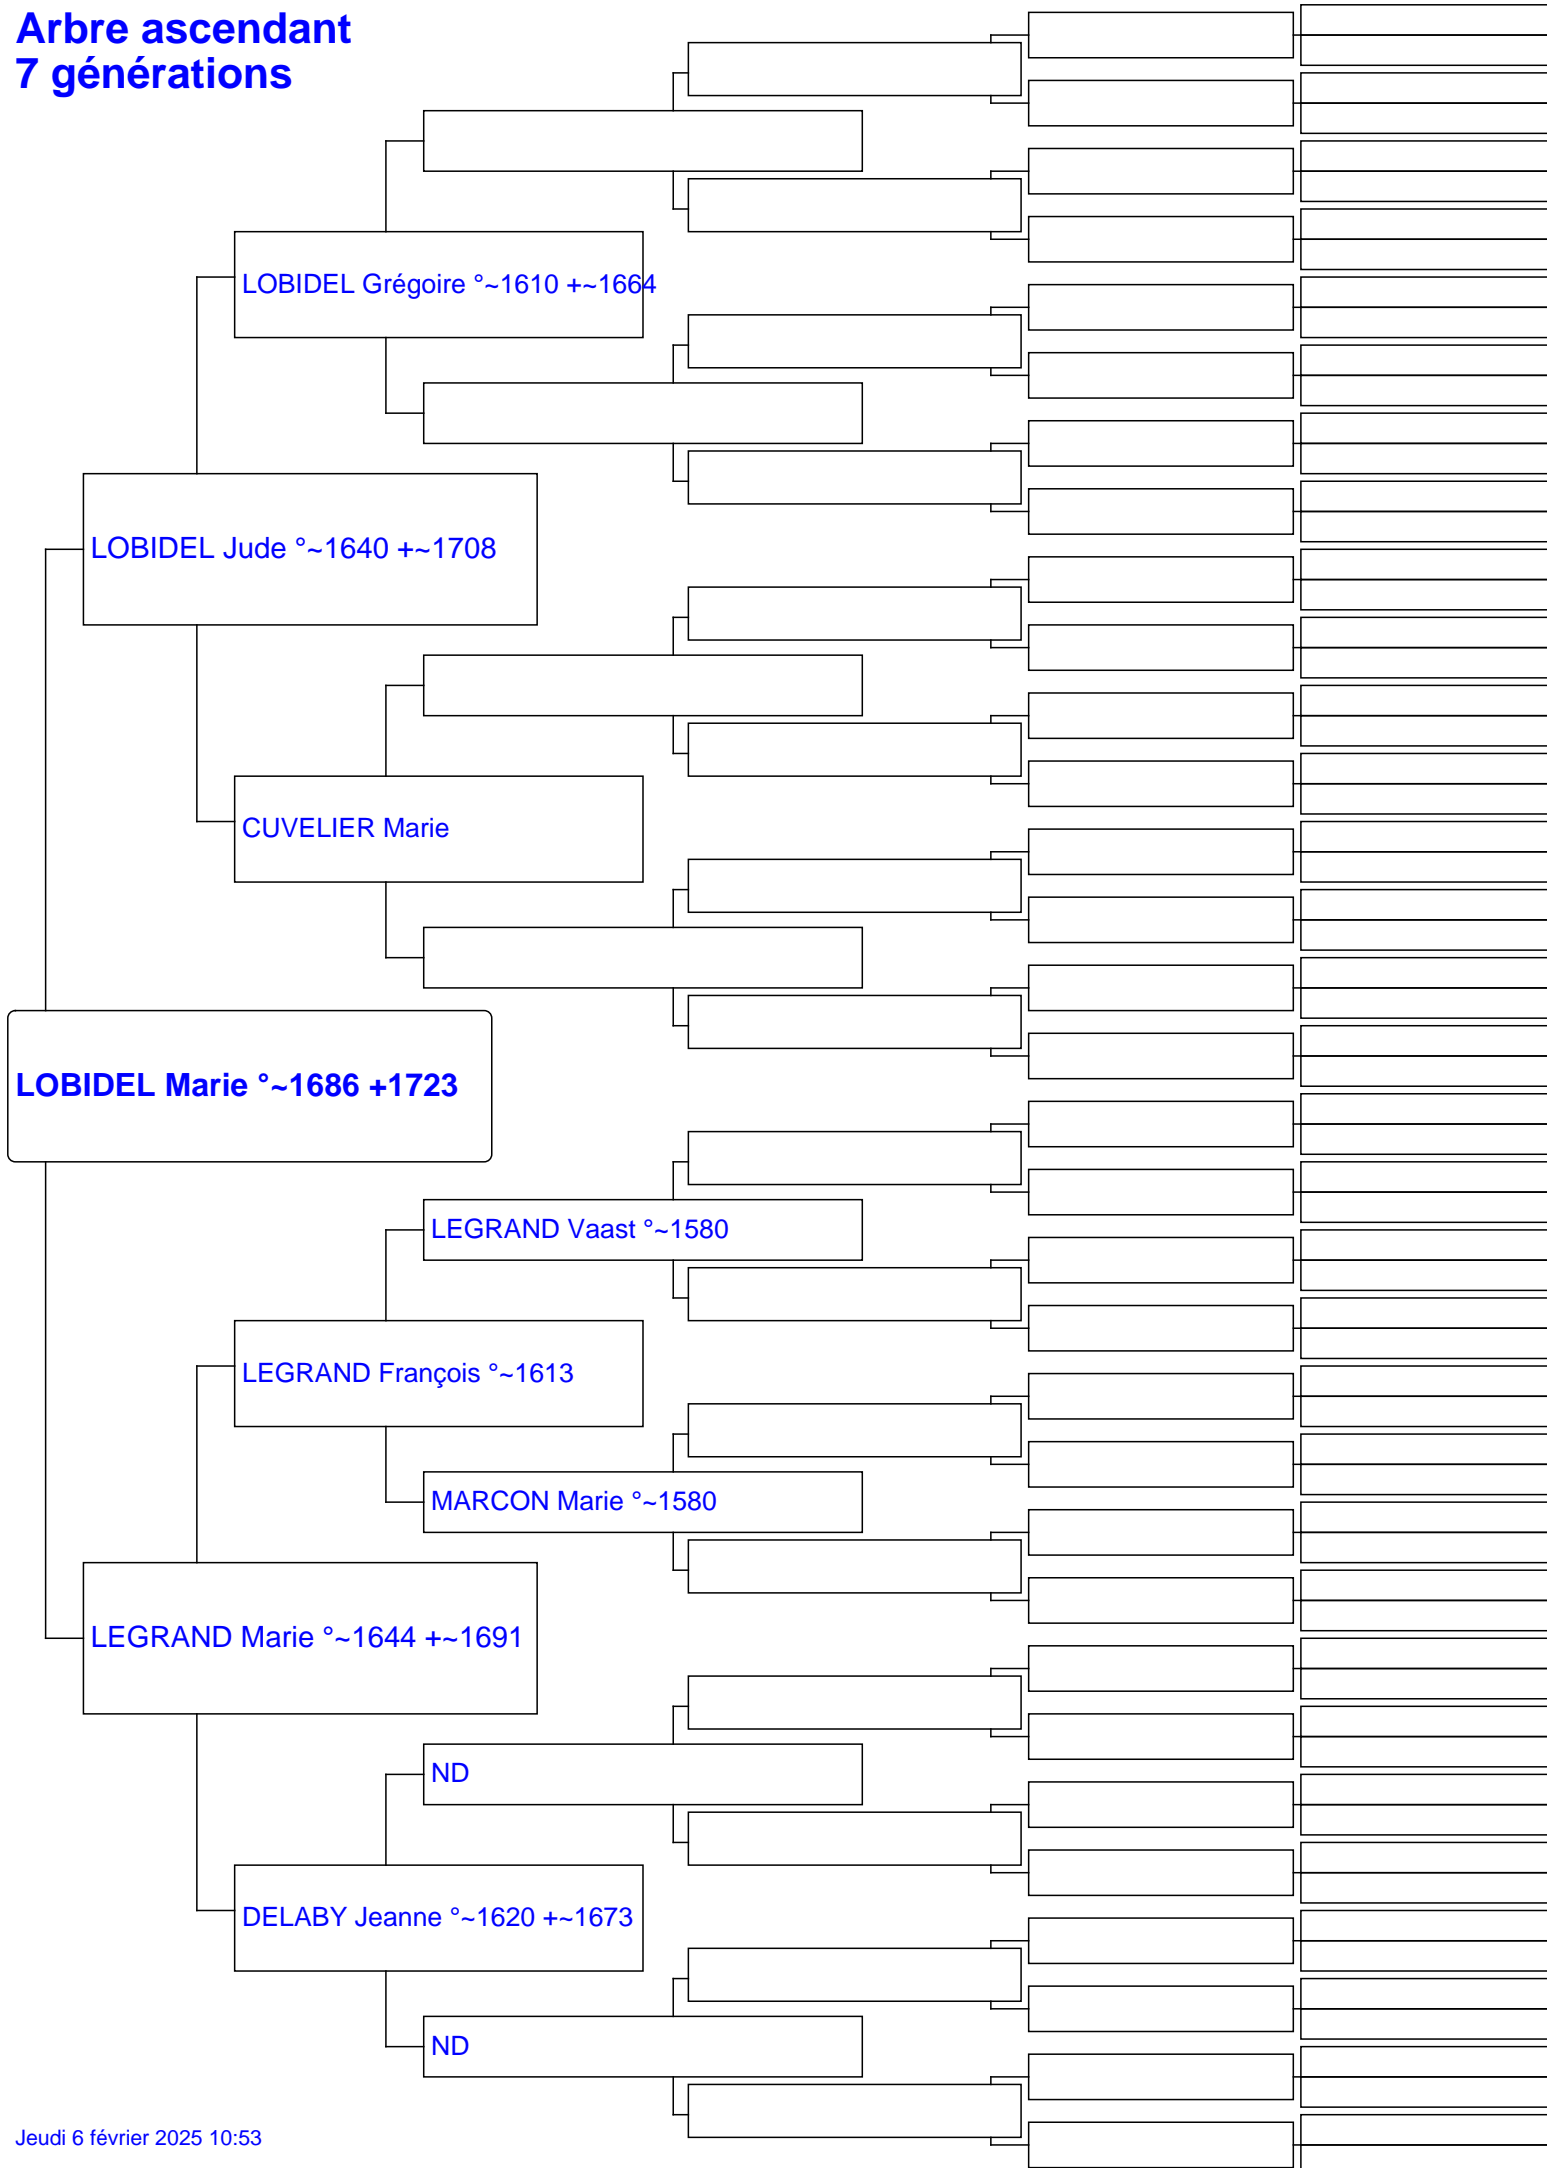 Arbre ascendant
7 générations
LOBIDEL Grégoire °~1610 +~1664
LOBIDEL Jude °~1640 +~1708
CUVELIER Marie
LOBIDEL Marie °~1686 +1723
LEGRAND Vaast °~1580
LEGRAND François °~1613
MARCON Marie °~1580
LEGRAND Marie °~1644 +~1691
ND
DELABY Jeanne °~1620 +~1673
ND
Jeudi 6 février 2025 10:53